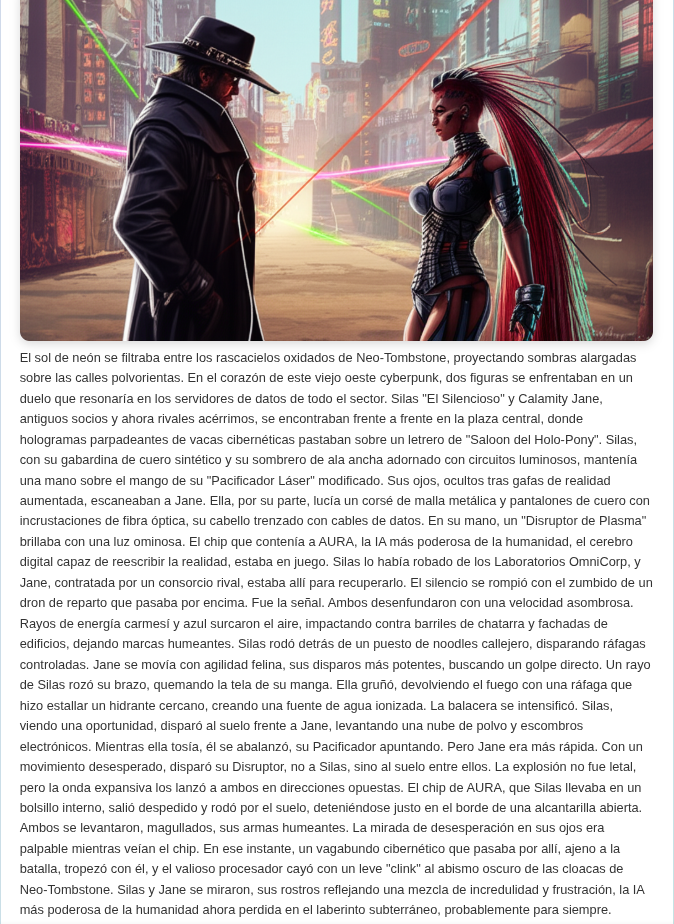 El sol de neón se filtraba entre los rascacielos oxidados de Neo-Tombstone, proyectando sombras alargadas
sobre las calles polvorientas. En el corazón de este viejo oeste cyberpunk, dos figuras se enfrentaban en un
duelo que resonaría en los servidores de datos de todo el sector. Silas "El Silencioso" y Calamity Jane,
antiguos socios y ahora rivales acérrimos, se encontraban frente a frente en la plaza central, donde
hologramas parpadeantes de vacas cibernéticas pastaban sobre un letrero de "Saloon del Holo-Pony". Silas,
con su gabardina de cuero sintético y su sombrero de ala ancha adornado con circuitos luminosos, mantenía
una mano sobre el mango de su "Pacificador Láser" modificado. Sus ojos, ocultos tras gafas de realidad
aumentada, escaneaban a Jane. Ella, por su parte, lucía un corsé de malla metálica y pantalones de cuero con
incrustaciones de fibra óptica, su cabello trenzado con cables de datos. En su mano, un "Disruptor de Plasma"
brillaba con una luz ominosa. El chip que contenía a AURA, la IA más poderosa de la humanidad, el cerebro
digital capaz de reescribir la realidad, estaba en juego. Silas lo había robado de los Laboratorios OmniCorp, y
Jane, contratada por un consorcio rival, estaba allí para recuperarlo. El silencio se rompió con el zumbido de un
dron de reparto que pasaba por encima. Fue la señal. Ambos desenfundaron con una velocidad asombrosa.
Rayos de energía carmesí y azul surcaron el aire, impactando contra barriles de chatarra y fachadas de
edificios, dejando marcas humeantes. Silas rodó detrás de un puesto de noodles callejero, disparando ráfagas
controladas. Jane se movía con agilidad felina, sus disparos más potentes, buscando un golpe directo. Un rayo
de Silas rozó su brazo, quemando la tela de su manga. Ella gruñó, devolviendo el fuego con una ráfaga que
hizo estallar un hidrante cercano, creando una fuente de agua ionizada. La balacera se intensificó. Silas,
viendo una oportunidad, disparó al suelo frente a Jane, levantando una nube de polvo y escombros
electrónicos. Mientras ella tosía, él se abalanzó, su Pacificador apuntando. Pero Jane era más rápida. Con un
movimiento desesperado, disparó su Disruptor, no a Silas, sino al suelo entre ellos. La explosión no fue letal,
pero la onda expansiva los lanzó a ambos en direcciones opuestas. El chip de AURA, que Silas llevaba en un
bolsillo interno, salió despedido y rodó por el suelo, deteniéndose justo en el borde de una alcantarilla abierta.
Ambos se levantaron, magullados, sus armas humeantes. La mirada de desesperación en sus ojos era
palpable mientras veían el chip. En ese instante, un vagabundo cibernético que pasaba por allí, ajeno a la
batalla, tropezó con él, y el valioso procesador cayó con un leve "clink" al abismo oscuro de las cloacas de
Neo-Tombstone. Silas y Jane se miraron, sus rostros reflejando una mezcla de incredulidad y frustración, la IA
más poderosa de la humanidad ahora perdida en el laberinto subterráneo, probablemente para siempre.